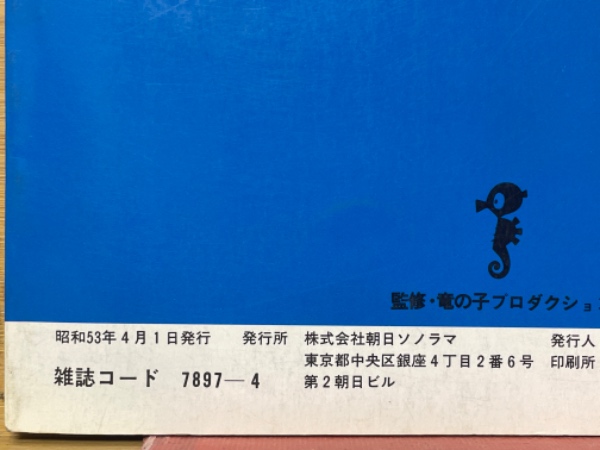 監修・竜の子プロダクショ
昭和53年4月1日発行 発行所 株式会社朝日ソノラマ 発行人
東京都中央区銀座4丁目2番6号 印刷所
雑誌コード 7897-4 第2朝日ビル